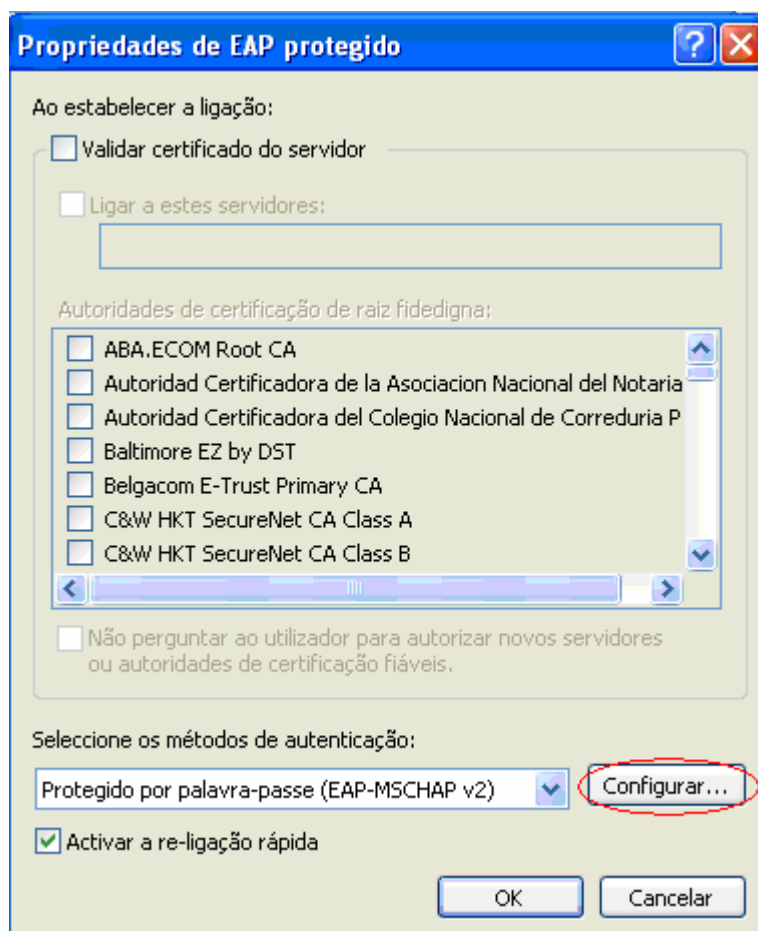 Propriedades de EAP protegido
Ao estabelecer a ligação:
Validar certificado do servidor
Ligar a estes servidores:
Autoridades de certificação de raiz fidedigna:
ABA.ECOM Root CA
Autoridad Certificadora de la Asociacion Nacional del Notaria
Autoridad Certificadora del Colegio Nacional de Correduria P
Baltimore EZ by DST
Belgacom E-Trust Primary CA
C&W HKT SecureNet CA Class A
C&W HKT SecureNet CA Class B
Não perguntar ao utilizador para autorizar novos servidores
ou autoridades de certificação fiáveis.
Seleccione os métodos de autenticação:
Protegido por palavra-passe (EAP-MSCHAP v2)
Configurar...
Activar a re-ligação rápida
OK
Cancelar